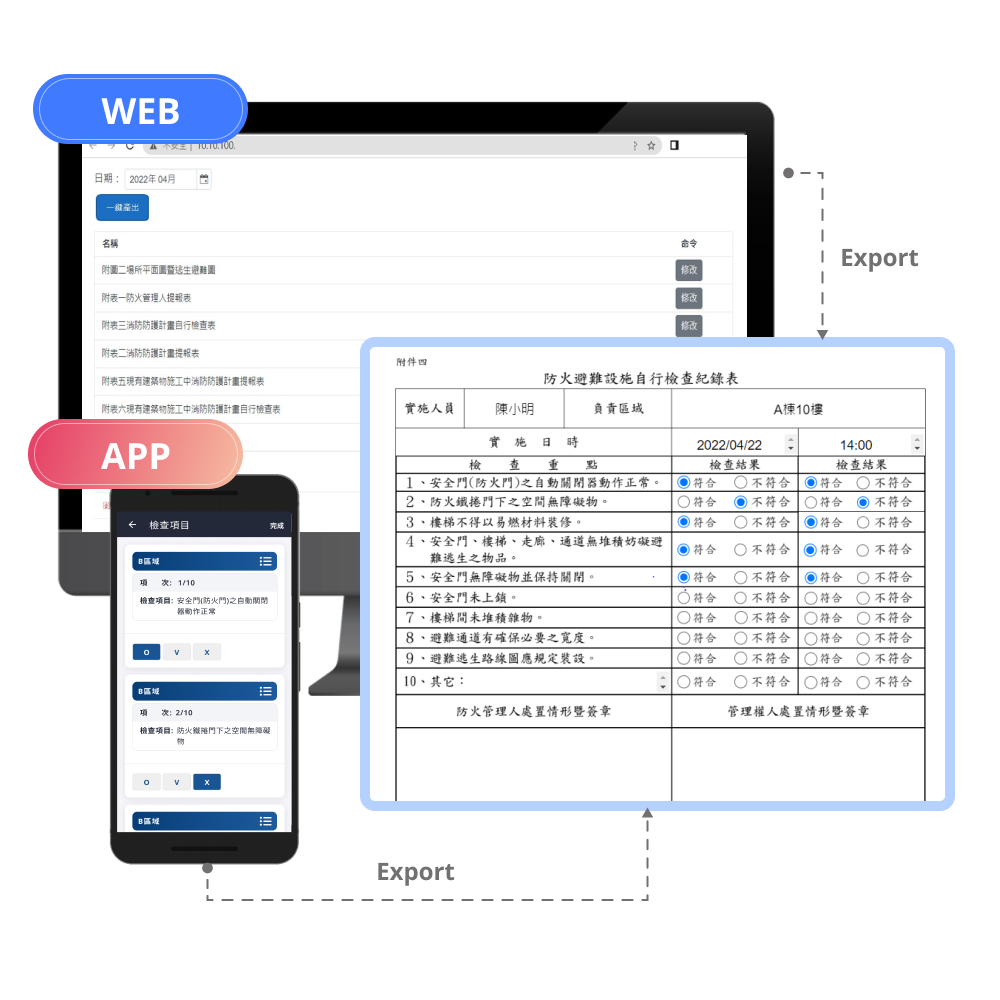 WEB
不安全 | 10.10.100.
日期： 2022年04月
一鍵產出
名稱 命令
附圖二場所平面圖暨逃生避難圖 修改
附表一防火管理人提報表 修改
附表三消防防護計畫自行檢查表 修改
附表二消防防護計畫提報表
附表五現有建築物施工中消防防護計畫提報表
附表六現有建築物施工中消防防護計畫自行檢查表
Export
附件四
防火避難設施自行檢查紀錄表
實施人員 陳小明 負責區域 A棟10樓
實施日時 2022/04/22 14:00
檢查重點 檢查結果 檢查結果
1、安全門(防火門)之自動關閉器動作正常。 符合 不符合 符合 不符合
2、防火鐵捲門下之空間無障礙物。 符合 不符合 符合 不符合
3、樓梯不得以易燃材料裝修。 符合 不符合 符合 不符合
4、安全門、樓梯、走廊、通道無堆積妨礙避
難逃生之物品。 符合 不符合 符合 不符合
5、安全門無障礙物並保持關閉。 符合 不符合 符合 不符合
6、安全門未上鎖。 符合 不符合 符合 不符合
7、樓梯間未堆積雜物。 符合 不符合 符合 不符合
8、避難通道有確保必要之寬度。 符合 不符合 符合 不符合
9、避難逃生路線圖應規定裝設。 符合 不符合 符合 不符合
10、其它： 符合 不符合 符合 不符合
防火管理人處置情形暨簽章 管理權人處置情形暨簽章
APP
檢查項目 完成
B區域
項 次: 1/10
檢查項目: 安全門(防火門)之自動關閉
器動作正常
O V X
B區域
項 次: 2/10
檢查項目: 防火鐵捲門下之空間無障礙
物
O V X
B區域
Export